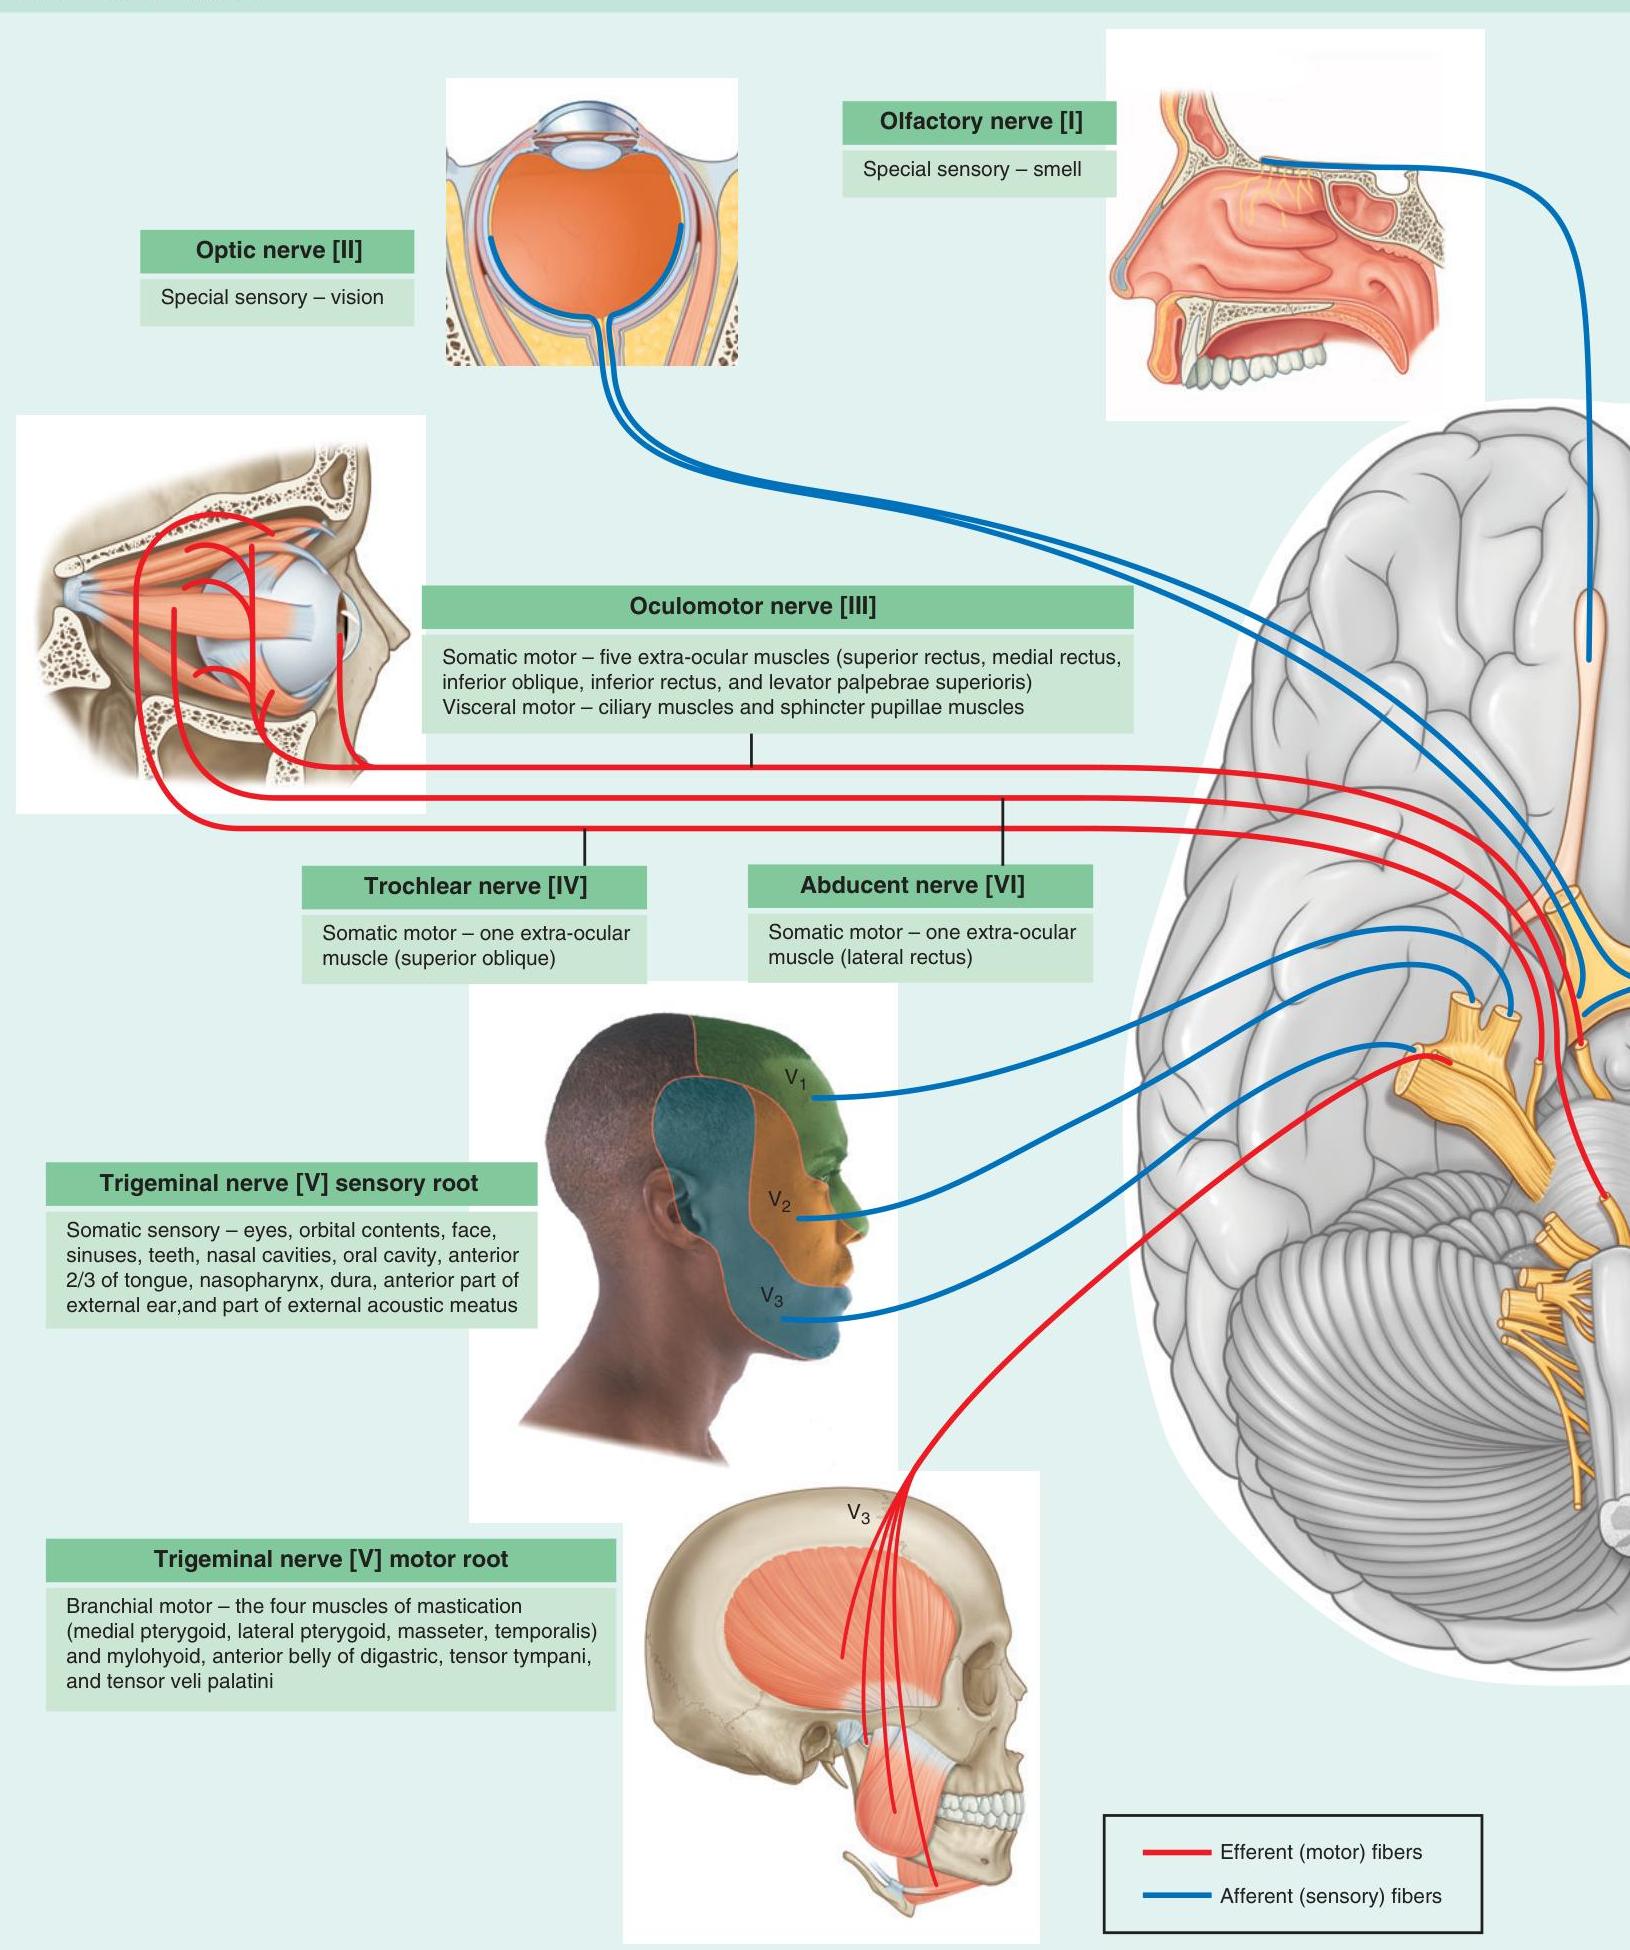 Olfactory nerve [I]
Special sensory – smell
Optic nerve [II]
Special sensory – vision
Oculomotor nerve [III]
Somatic motor – five extra-ocular muscles (superior rectus, medial rectus,
inferior oblique, inferior rectus, and levator palpebrae superioris)
Visceral motor – ciliary muscles and sphincter pupillae muscles
Trochlear nerve [IV]
Somatic motor – one extra-ocular
muscle (superior oblique)
Abducent nerve [VI]
Somatic motor – one extra-ocular
muscle (lateral rectus)
V1
V2
V3
Trigeminal nerve [V] sensory root
Somatic sensory – eyes, orbital contents, face,
sinuses, teeth, nasal cavities, oral cavity, anterior
2/3 of tongue, nasopharynx, dura, anterior part of
external ear,and part of external acoustic meatus
V3
Trigeminal nerve [V] motor root
Branchial motor – the four muscles of mastication
(medial pterygoid, lateral pterygoid, masseter, temporalis)
and mylohyoid, anterior belly of digastric, tensor tympani,
and tensor veli palatini
Efferent (motor) fibers
Afferent (sensory) fibers